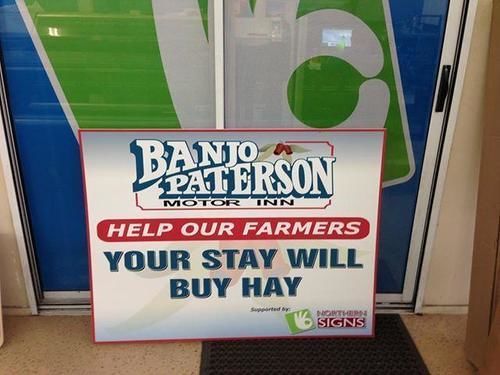 BANJO
PATERSON
MOTOR INN
HELP OUR FARMERS
YOUR STAY WILL
BUY HAY
Supported by:
NORTHERN
SIGNS